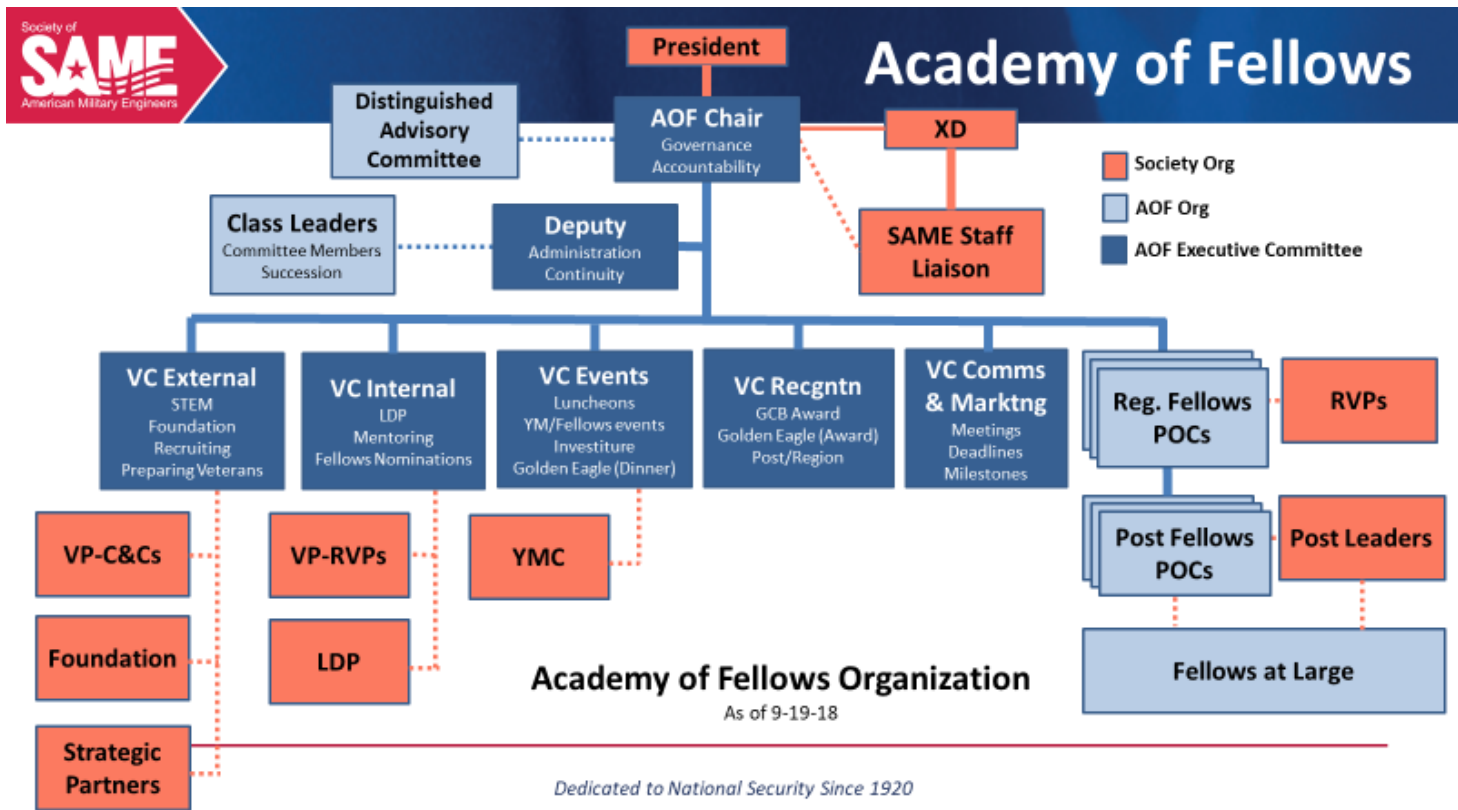 Society of
SAME
American Military Engineers
Academy of Fellows
President
Distinguished
Advisory
Committee
AOF Chair
Governance
Accountability
XD
Society Org
AOF Org
AOF Executive Committee
Class Leaders
Committee Members
Succession
Deputy
Administration
Continuity
SAME Staff
Liaison
VC External
STEM
Foundation
Recruiting
Preparing Veterans
VC Internal
LDP
Mentoring
Fellows Nominations
VC Events
Luncheons
YM/Fellows events
Investiture
Golden Eagle (Dinner)
VC Recgntn
GCB Award
Golden Eagle (Award)
Post/Region
VC Comms
& Marktng
Meetings
Deadlines
Milestones
Reg. Fellows
POCs
RVPs
VP-C&Cs
VP-RVPs
YMC
Post Fellows
POCs
Post Leaders
Foundation
LDP
Fellows at Large
Academy of Fellows Organization
As of 9-19-18
Strategic
Partners
Dedicated to National Security Since 1920